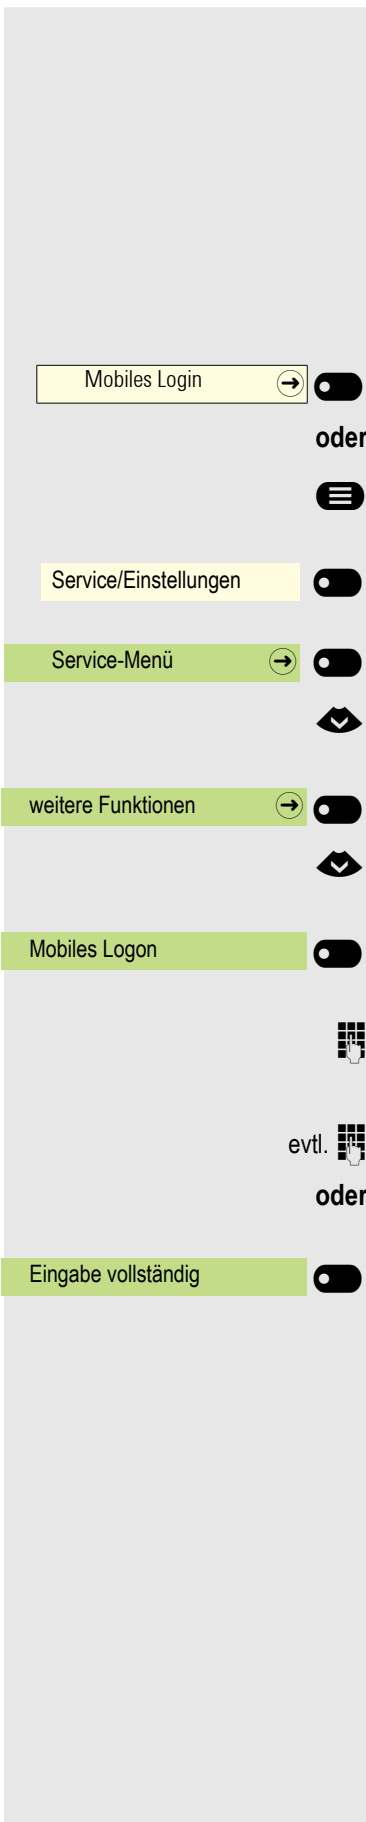 Mobiles Login
oder
Service/Einstellungen
Service-Menü
weitere Funktionen
Mobiles Logon
evtl.
oder
Eingabe vollständig